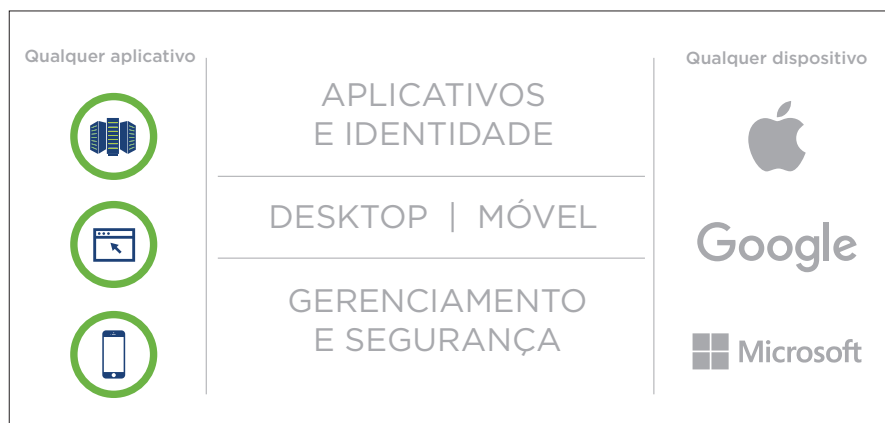 Qualquer aplicativo
APLICATIVOS
E IDENTIDADE
DESKTOP | MÓVEL
GERENCIAMENTO
E SEGURANÇA
Qualquer dispositivo
Google
Microsoft